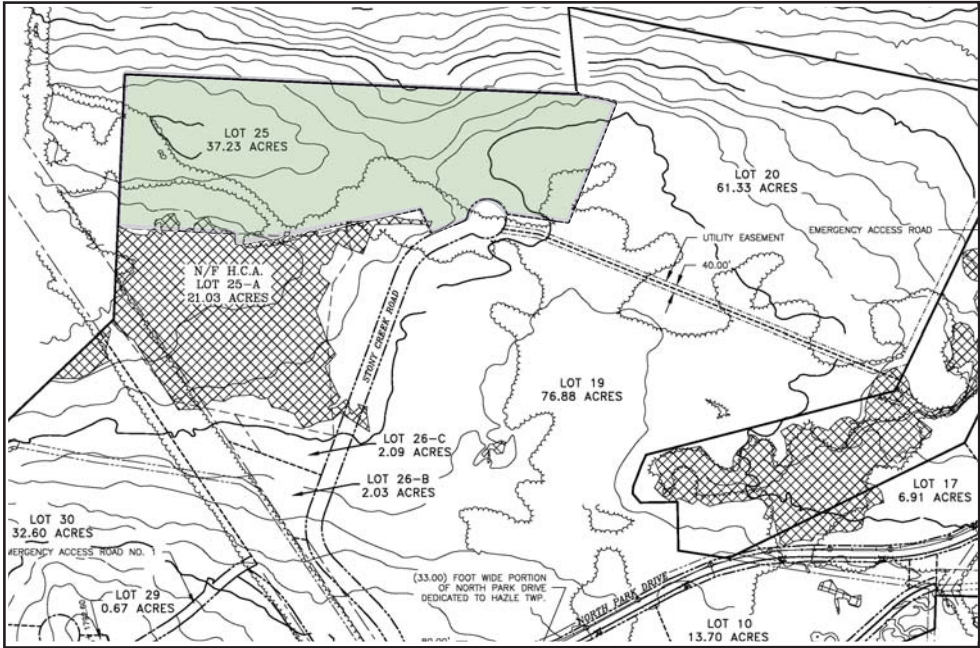 LOT 25
37.23 ACRES
LOT 20
61.33 ACRES
UTILITY EASEMENT
EMERGENCY ACCESS ROAD
40.00'
N/F H.C.A.
LOT 25-A
21.03 ACRES
STONY CREEK ROAD
LOT 19
76.88 ACRES
LOT 26-C
2.09 ACRES
LOT 26-B
2.03 ACRES
LOT 17
6.91 ACRES
LOT 30
32.60 ACRES
MERGENCY ACCESS ROAD NO. 1
LOT 29
0.67 ACRES
(33.00) FOOT WIDE PORTION
OF NORTH PARK DRIVE
DEDICATED TO HAZLE TWP.
NORTH PARK DRIVE
LOT 10
13.70 ACRES
80.00'